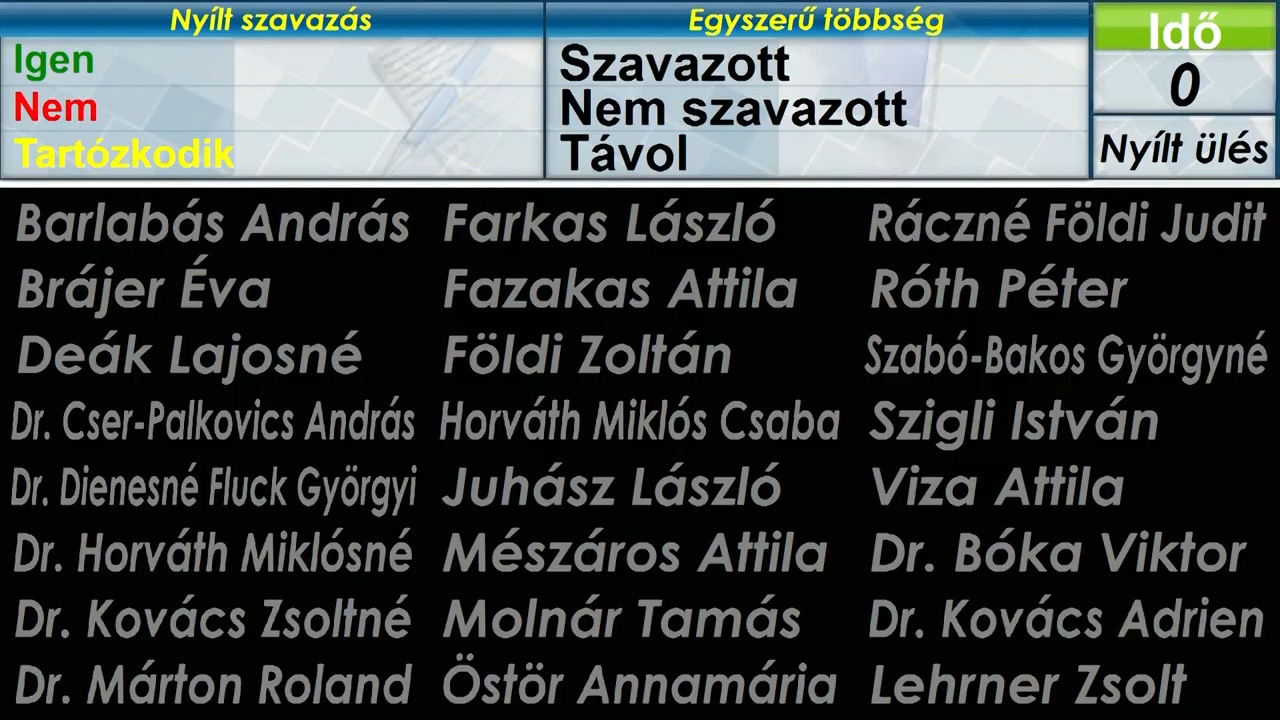 Nyílt szavazás
Igen
Nem
Tartózkodik
Egyszerű többség
Szavazott
Nem szavazott
Távol
Idő
0
Nyílt ülés
Barlabás András
Brájer Éva
Deák Lajosné
Dr. Cser-Palkovics András
Dr. Dienesné Fluck Györgyi
Dr. Horváth Miklósné
Dr. Kovács Zsoltné
Dr. Márton Roland
Farkas László
Fazakas Attila
Földi Zoltán
Horváth Miklós Csaba
Juhász László
Mészáros Attila
Molnár Tamás
Östör Annamária
Ráczné Földi Judit
Róth Péter
Szabó-Bakos Györgyné
Szigli István
Viza Attila
Dr. Bóka Viktor
Dr. Kovács Adrien
Lehrner Zsolt